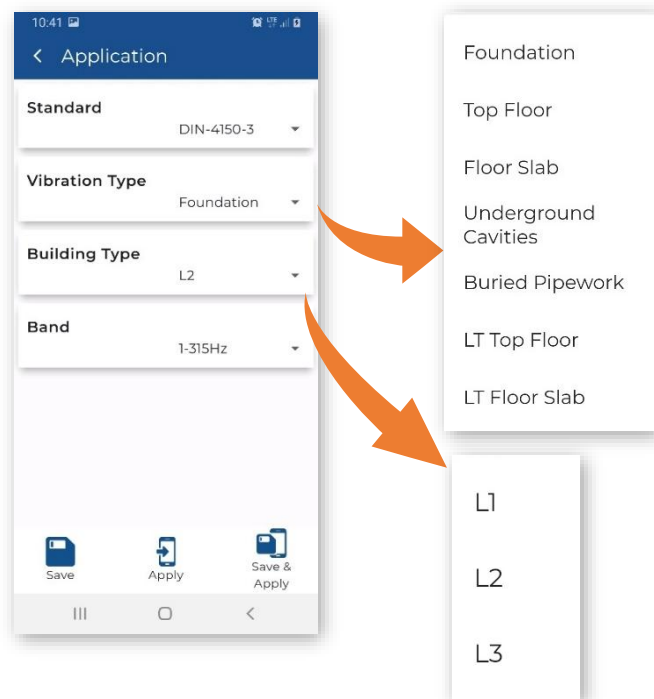 10:41
LTE
Application
Standard
DIN-4150-3
Vibration Type
Foundation
Building Type
L2
Band
1-315Hz
Save
Apply
Save &
Apply
Foundation
Top Floor
Floor Slab
Underground
Cavities
Buried Pipework
LT Top Floor
LT Floor Slab
L1
L2
L3